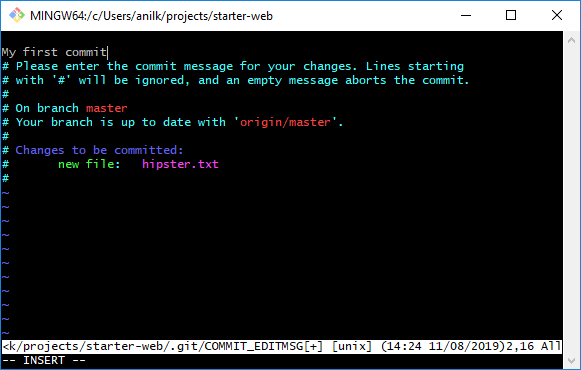 MINGW64:/c/Users/anilk/projects/starter-web
My first commit
# Please enter the commit message for your changes. Lines starting
# with '#' will be ignored, and an empty message aborts the commit.
#
# On branch master
# Your branch is up to date with 'origin/master'.
#
# Changes to be committed:
#       new file:   hipster.txt
#
~
~
~
~
~
~
~
~
~
~
~
<k/projects/starter-web/.git/COMMIT_EDITMSG[+] [unix] (14:24 11/08/2019)2,16 All
-- INSERT --